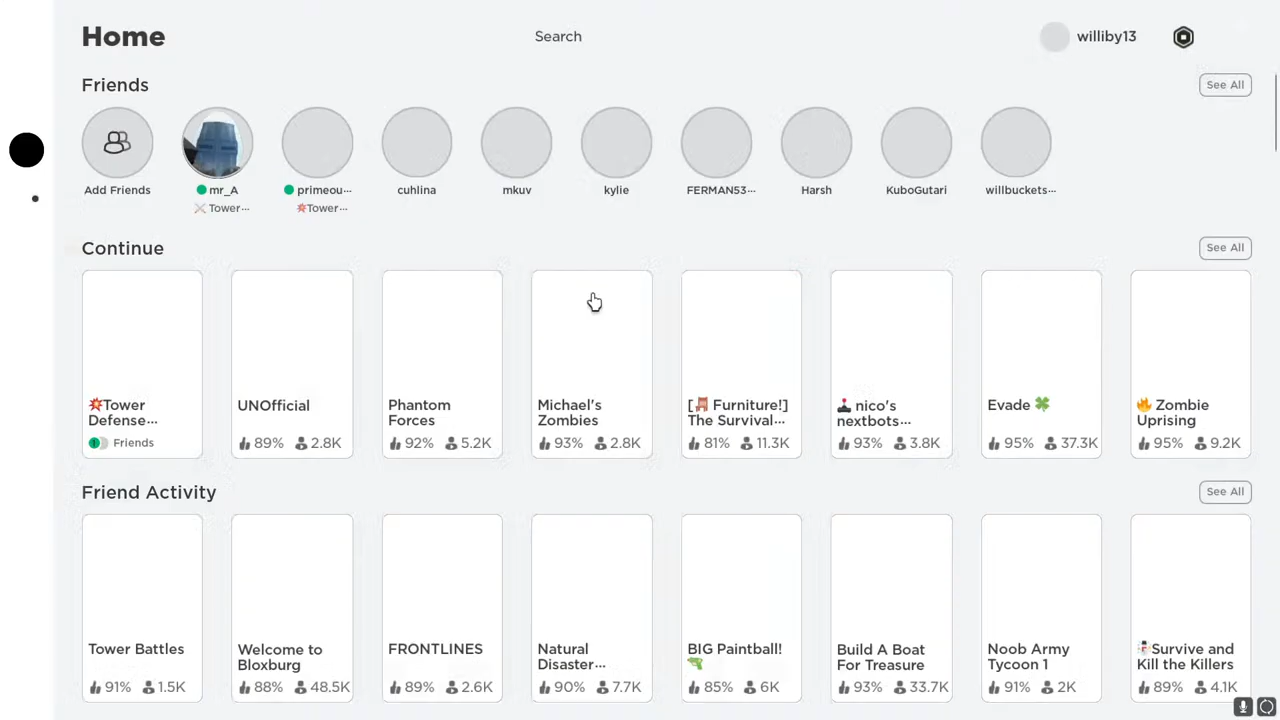 Home
Search
williby13
Friends
See All
Add Friends
mr_A
Tower...
primeou...
Tower...
cuhlina
mkuv
kylie
FERMAN53...
Harsh
KuboGutari
willbuckets...
Continue
See All
Tower
Defense...
1 Friends
UNOfficial
89% 2.8K
Phantom
Forces
92% 5.2K
Michael's
Zombies
93% 2.8K
[🪑 Furniture!]
The Survival...
81% 11.3K
🕹️ nico's
nextbots...
93% 3.8K
Evade 🍀
95% 37.3K
🔥 Zombie
Uprising
95% 9.2K
Friend Activity
See All
Tower Battles
91% 1.5K
Welcome to
Bloxburg
88% 48.5K
FRONTLINES
89% 2.6K
Natural
Disaster...
90% 7.7K
BIG Paintball!
🔫
85% 6K
Build A Boat
For Treasure
93% 33.7K
Noob Army
Tycoon 1
91% 2K
Survive and
Kill the Killers
89% 4.1K